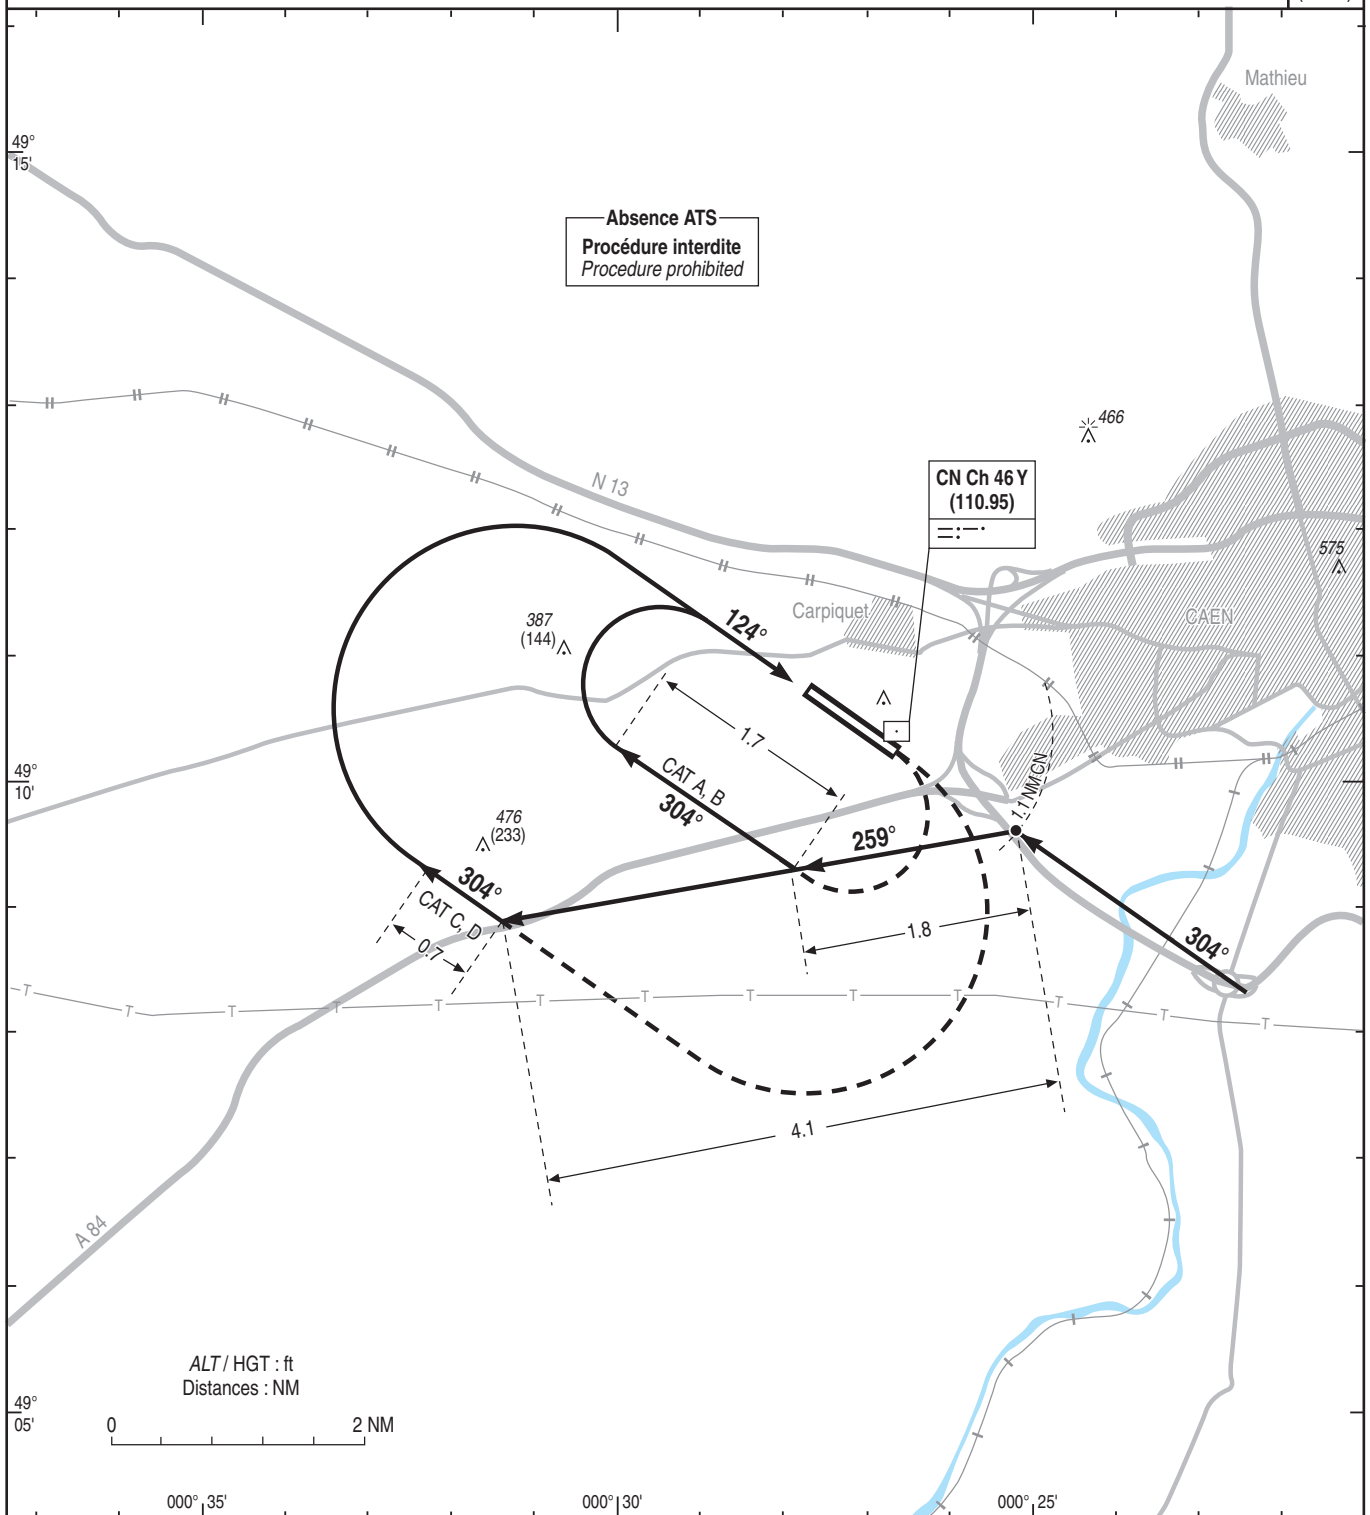 Mathieu
49°
15'
Absence ATS
Procédure interdite
Procedure prohibited
466
N 13
CN Ch 46 Y
(110.95)
575
387
(144)
124°
Carpiquet
CAEN
1.7
49°
10'
CAT A, B
304°
1.1 NM CN
476
(233)
259°
304°
CAT C, D
0.7
1.8
304°
T T T T T T T T T T T T T
4.1
A 84
ALT / HGT : ft
Distances : NM
49°
05'
0 2 NM
000° 35' 000° 30' 000° 25'